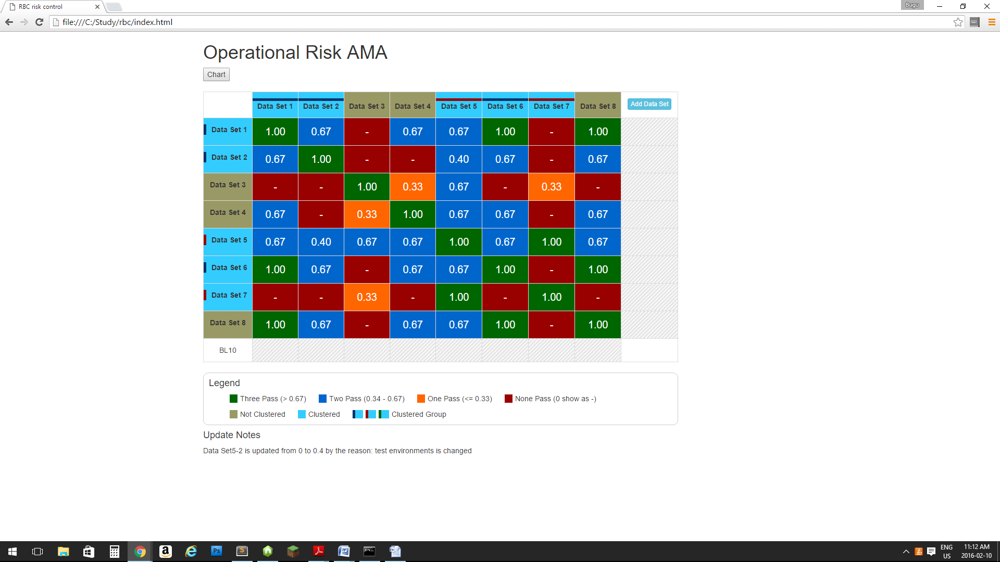 RBC risk control
Bugu
file:///C:/Study/rbc/index.html
Operational Risk AMA
Chart
Data Set 1 Data Set 2 Data Set 3 Data Set 4 Data Set 5 Data Set 6 Data Set 7 Data Set 8 Add Data Set
Data Set 1 1.00 0.67 - 0.67 0.67 1.00 - 1.00
Data Set 2 0.67 1.00 - - 0.40 0.67 - 0.67
Data Set 3 - - 1.00 0.33 0.67 - 0.33 -
Data Set 4 0.67 - 0.33 1.00 0.67 0.67 - 0.67
Data Set 5 0.67 0.40 0.67 0.67 1.00 0.67 1.00 0.67
Data Set 6 1.00 0.67 - 0.67 0.67 1.00 - 1.00
Data Set 7 - - 0.33 - 1.00 - 1.00 -
Data Set 8 1.00 0.67 - 0.67 0.67 1.00 - 1.00
BL10
Legend
Three Pass (> 0.67) Two Pass (0.34 - 0.67) One Pass (<= 0.33) None Pass (0 show as -)
Not Clustered Clustered Clustered Group
Update Notes
Data Set5-2 is updated from 0 to 0.4 by the reason: test environments is changed
ENG 11:12 AM
US 2016-02-10